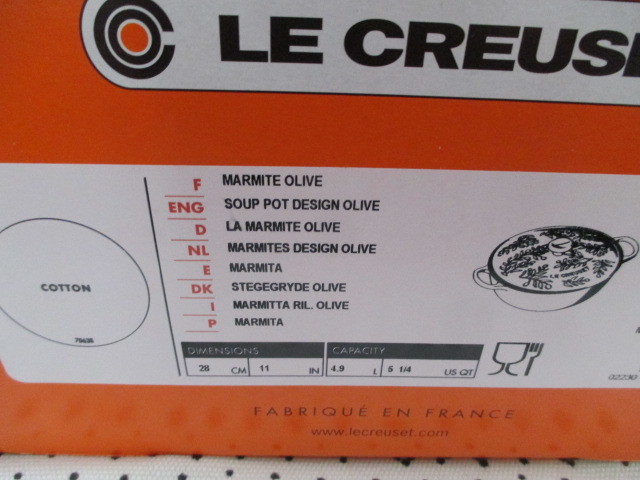 LE CREUSE
F MARMITE OLIVE
ENG SOUP POT DESIGN OLIVE
D LA MARMITE OLIVE
NL MARMITES DESIGN OLIVE
E MARMITA
DK STEGEGRYDE OLIVE
I MARMITTA RIL. OLIVE
P MARMITA
COTTON
SOUP
DIMENSIONS CAPACITY
28 CM 11 IN 4.9 L 5 1/4 US QT
02230
FABRIQUÉ EN FRANCE
www.lecreuset.com